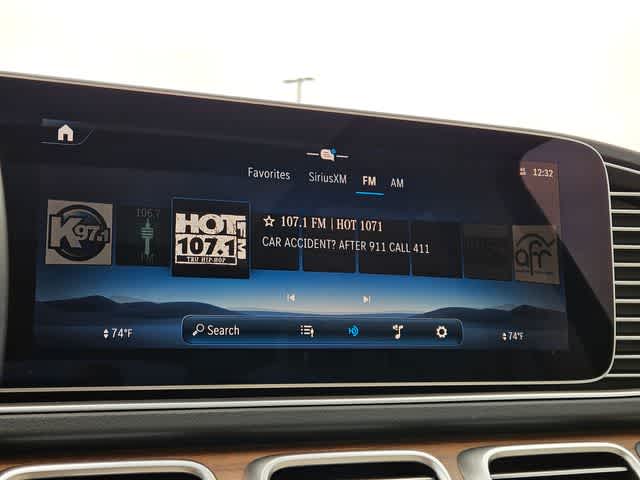 Favorites SiriusXM FM AM
12:32
K97.1
106.7
HOT
107.1
TRU HIP-HOP
107.1 FM | HOT 1071
CAR ACCIDENT? AFTER 911 CALL 411
afr
74°F
Search
74°F